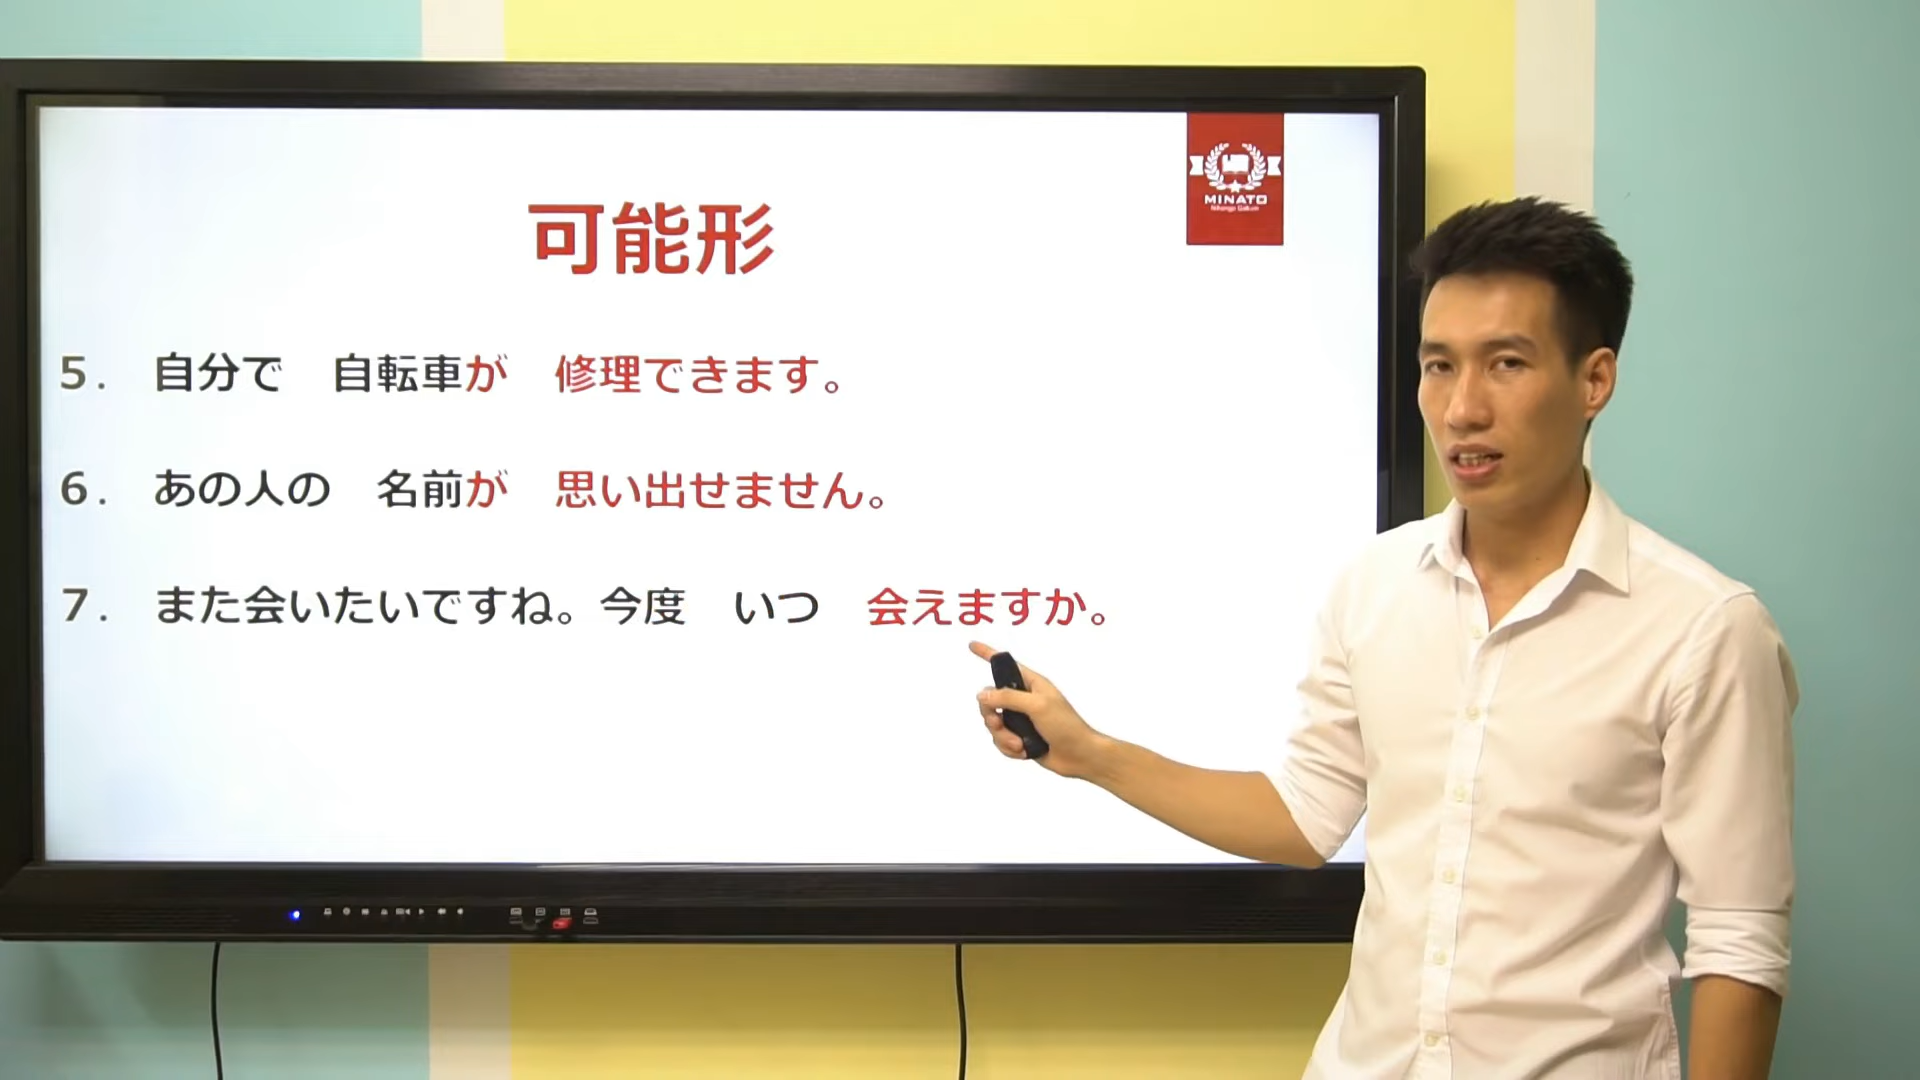 MINATO
Nihongo Gakuin
可能形
５．　自分で　自転車が　修理できます。
６．　あの人の　名前が　思い出せません。
７．　また会いたいですね。今度　いつ　会えますか。